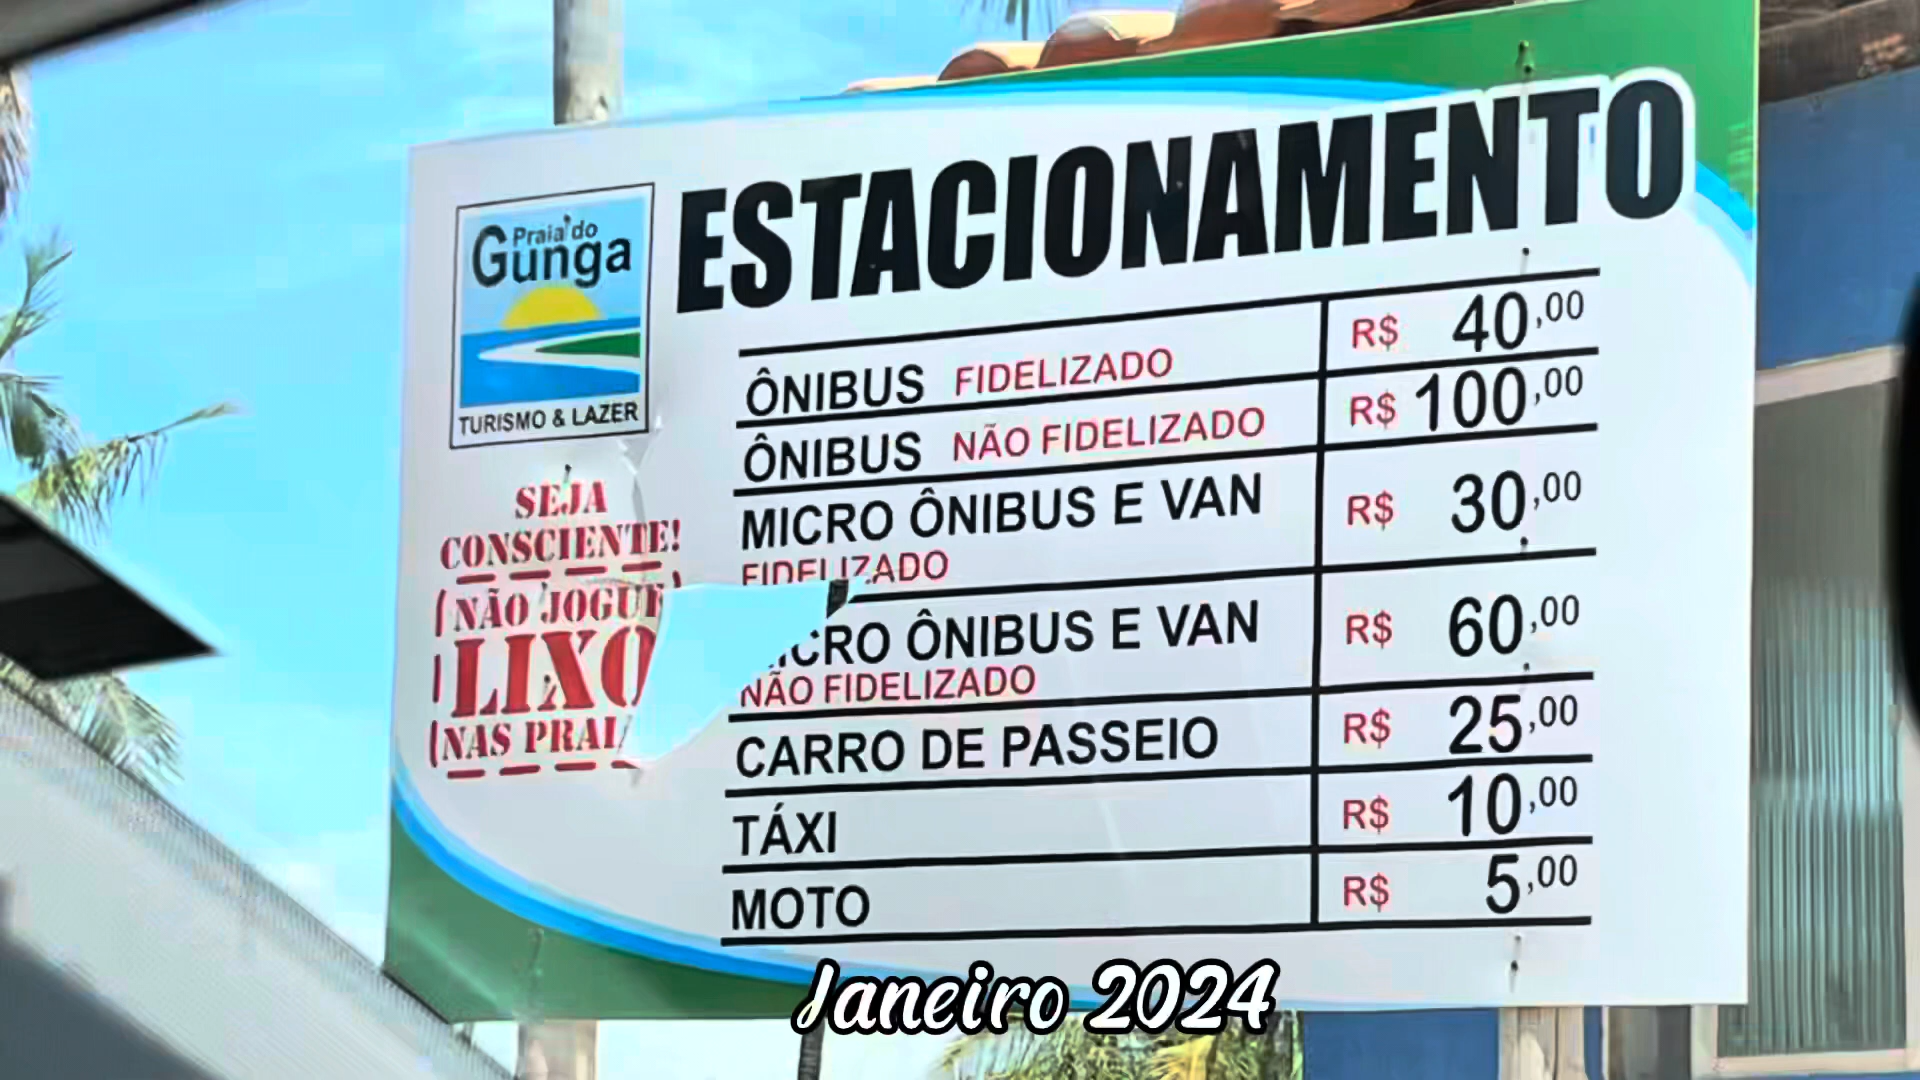 Praia do
Gunga
TURISMO & LAZER
SEJA
CONSCIENTE!
NÃO JOGUE
LIXO
NAS PRAI
ESTACIONAMENTO
ÔNIBUS FIDELIZADO R$ 40,00
ÔNIBUS NÃO FIDELIZADO R$ 100,00
MICRO ÔNIBUS E VAN R$ 30,00
FIDELIZADO
ICRO ÔNIBUS E VAN R$ 60,00
NÃO FIDELIZADO
CARRO DE PASSEIO R$ 25,00
TÁXI R$ 10,00
MOTO R$ 5,00
Janeiro 2024